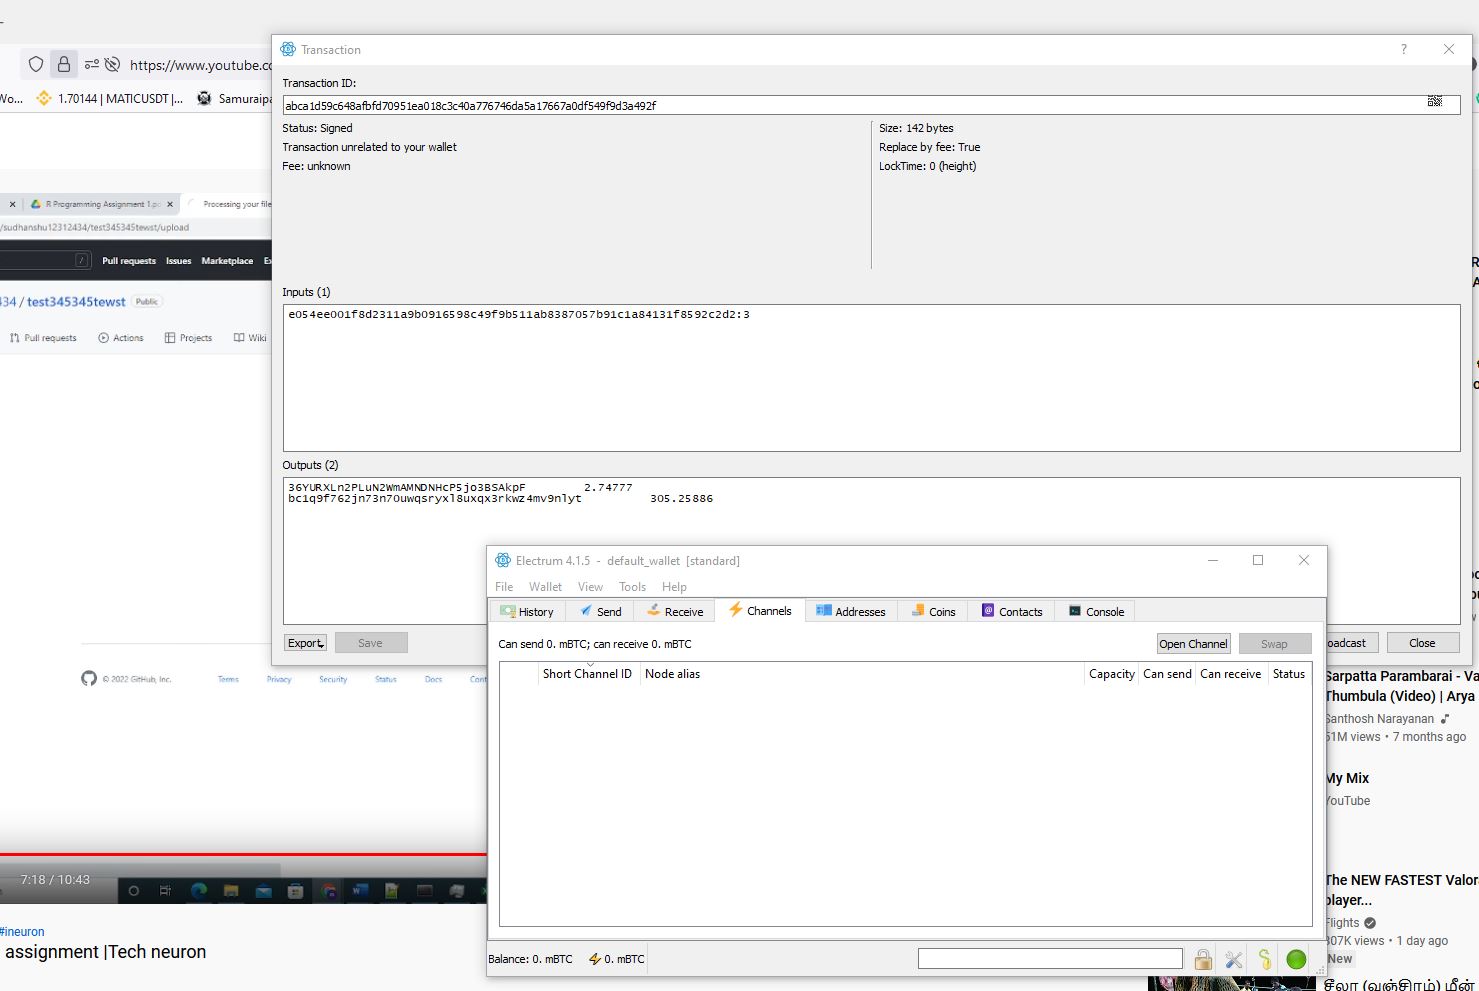 https://www.youtube.co
Wo...
1.70144 | MATICUSDT |...
Samuraipa
R Programming Assignment 1.pd
Processing your file
/sudhanshu12312434/test345345tewst/upload
/
Pull requests
Issues
Marketplace
Ex
434 / test345345tewst
Public
Pull requests
Actions
Projects
Wiki
© 2022 GitHub, Inc.
Terms
Privacy
Security
Status
Docs
Cont
7:18 / 10:43
#ineuron
assignment |Tech neuron
Transaction
?
Transaction ID:
abca1d59c648afbfd70951ea018c3c40a776746da5a17667a0df549f9d3a492f
Status: Signed
Transaction unrelated to your wallet
Fee: unknown
Size: 142 bytes
Replace by fee: True
LockTime: 0 (height)
Inputs (1)
e054ee001f8d2311a9b0916598c49f9b511ab8387057b91c1a84131f8592c2d2:3
Outputs (2)
36YURXLn2PLuN2WmAMNDNHcP5jo3BSAkpF 2.74777
bc1q9f762jn73n70uwqsryxl8uxqx3rkwz4mv9nlyt 305.25886
Export
Save
oadcast
Close
Electrum 4.1.5 - default_wallet [standard]
File Wallet View Tools Help
History
Send
Receive
Channels
Addresses
Coins
Contacts
Console
Can send 0. mBTC; can receive 0. mBTC
Open Channel
Swap
Short Channel ID
Node alias
Capacity
Can send
Can receive
Status
Balance: 0. mBTC
0. mBTC
Sarpatta Parambarai - Va
Thumbula (Video) | Arya
Santhosh Narayanan
51M views • 7 months ago
My Mix
YouTube
The NEW FASTEST Valor
player...
Flights
307K views • 1 day ago
New
சீலா (வஞ்சிரம்) மீன்